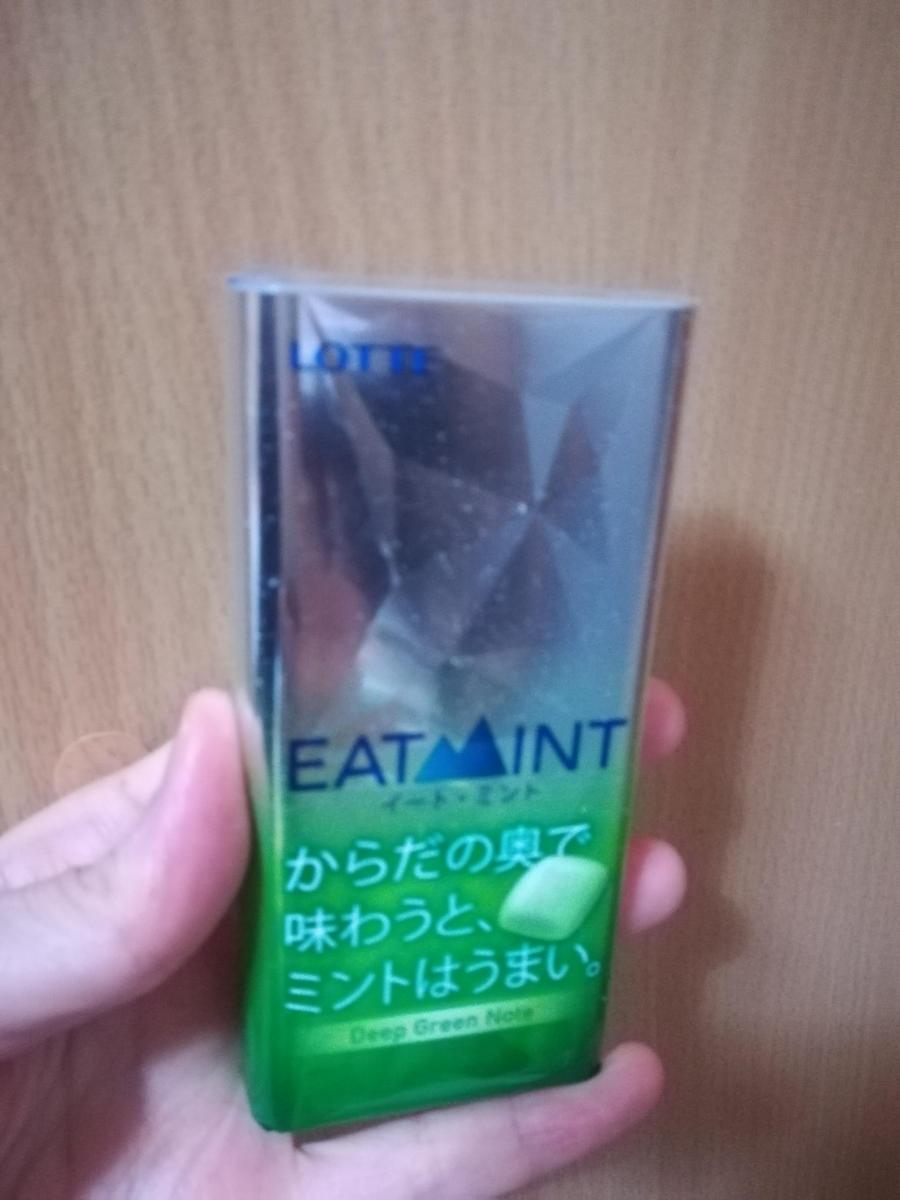 LOTTE
EATMINT
イート・ミント
からだの奥で
味わうと、
ミントはうまい。
Deep Green Note